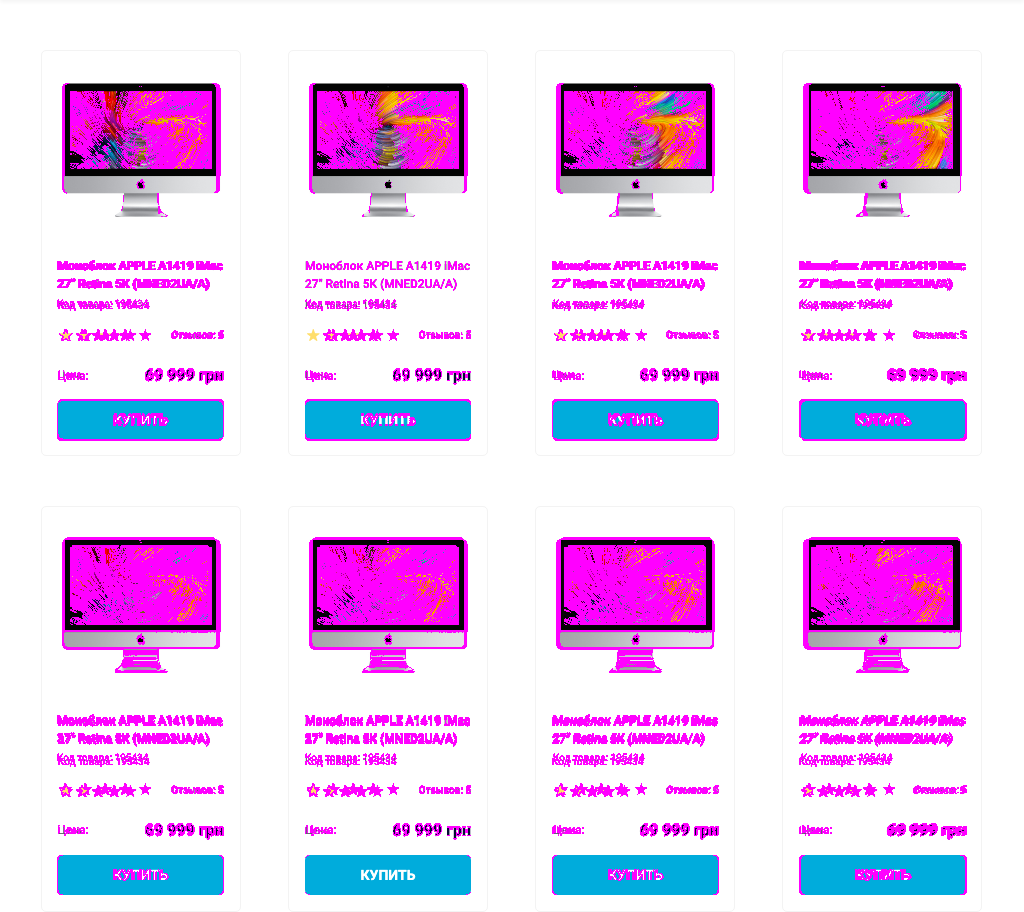 Моноблок APPLE A1419 iMac
27" Retina 5K (MNED2UA/A)
Код товара: 195434
Отзывов: 5
Цена: 69 999 грн
КУПИТЬ
Моноблок APPLE A1419 iMac
27" Retina 5K (MNED2UA/A)
Код товара: 195434
Отзывов: 5
Цена: 69 999 грн
КУПИТЬ
Моноблок APPLE A1419 iMac
27" Retina 5K (MNED2UA/A)
Код товара: 195434
Отзывов: 5
Цена: 69 999 грн
КУПИТЬ
Моноблок APPLE A1419 iMac
27" Retina 5K (MNED2UA/A)
Код товара: 195434
Отзывов: 5
Цена: 69 999 грн
КУПИТЬ
Моноблок APPLE A1419 iMac
27" Retina 5K (MNED2UA/A)
Код товара: 195434
Отзывов: 5
Цена: 69 999 грн
КУПИТЬ
Моноблок APPLE A1419 iMac
27" Retina 5K (MNED2UA/A)
Код товара: 195434
Отзывов: 5
Цена: 69 999 грн
КУПИТЬ
Моноблок APPLE A1419 iMac
27" Retina 5K (MNED2UA/A)
Код товара: 195434
Отзывов: 5
Цена: 69 999 грн
КУПИТЬ
Моноблок APPLE A1419 iMac
27" Retina 5K (MNED2UA/A)
Код товара: 195434
Отзывов: 5
Цена: 69 999 грн
КУПИТЬ